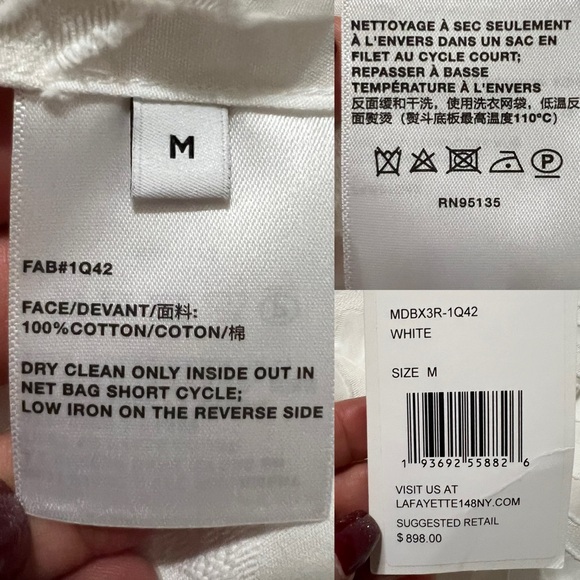 M
FAB#1Q42
FACE/DEVANT/面料:
100%COTTON/COTON/棉
DRY CLEAN ONLY INSIDE OUT IN
NET BAG SHORT CYCLE;
LOW IRON ON THE REVERSE SIDE
NETTOYAGE À SEC SEULEMENT
À L'ENVERS DANS UN SAC EN
FILET AU CYCLE COURT;
REPASSER À BASSE
TEMPÉRATURE À L'ENVERS
反面缓和干洗，使用洗衣网袋，低温反
面熨烫（熨斗底板最高温度110℃）
P
RN95135
MDBX3R-1Q42
WHITE
SIZE M
1 93692 55882 6
VISIT US AT
LAFAYETTE148NY.COM
SUGGESTED RETAIL
$ 898.00